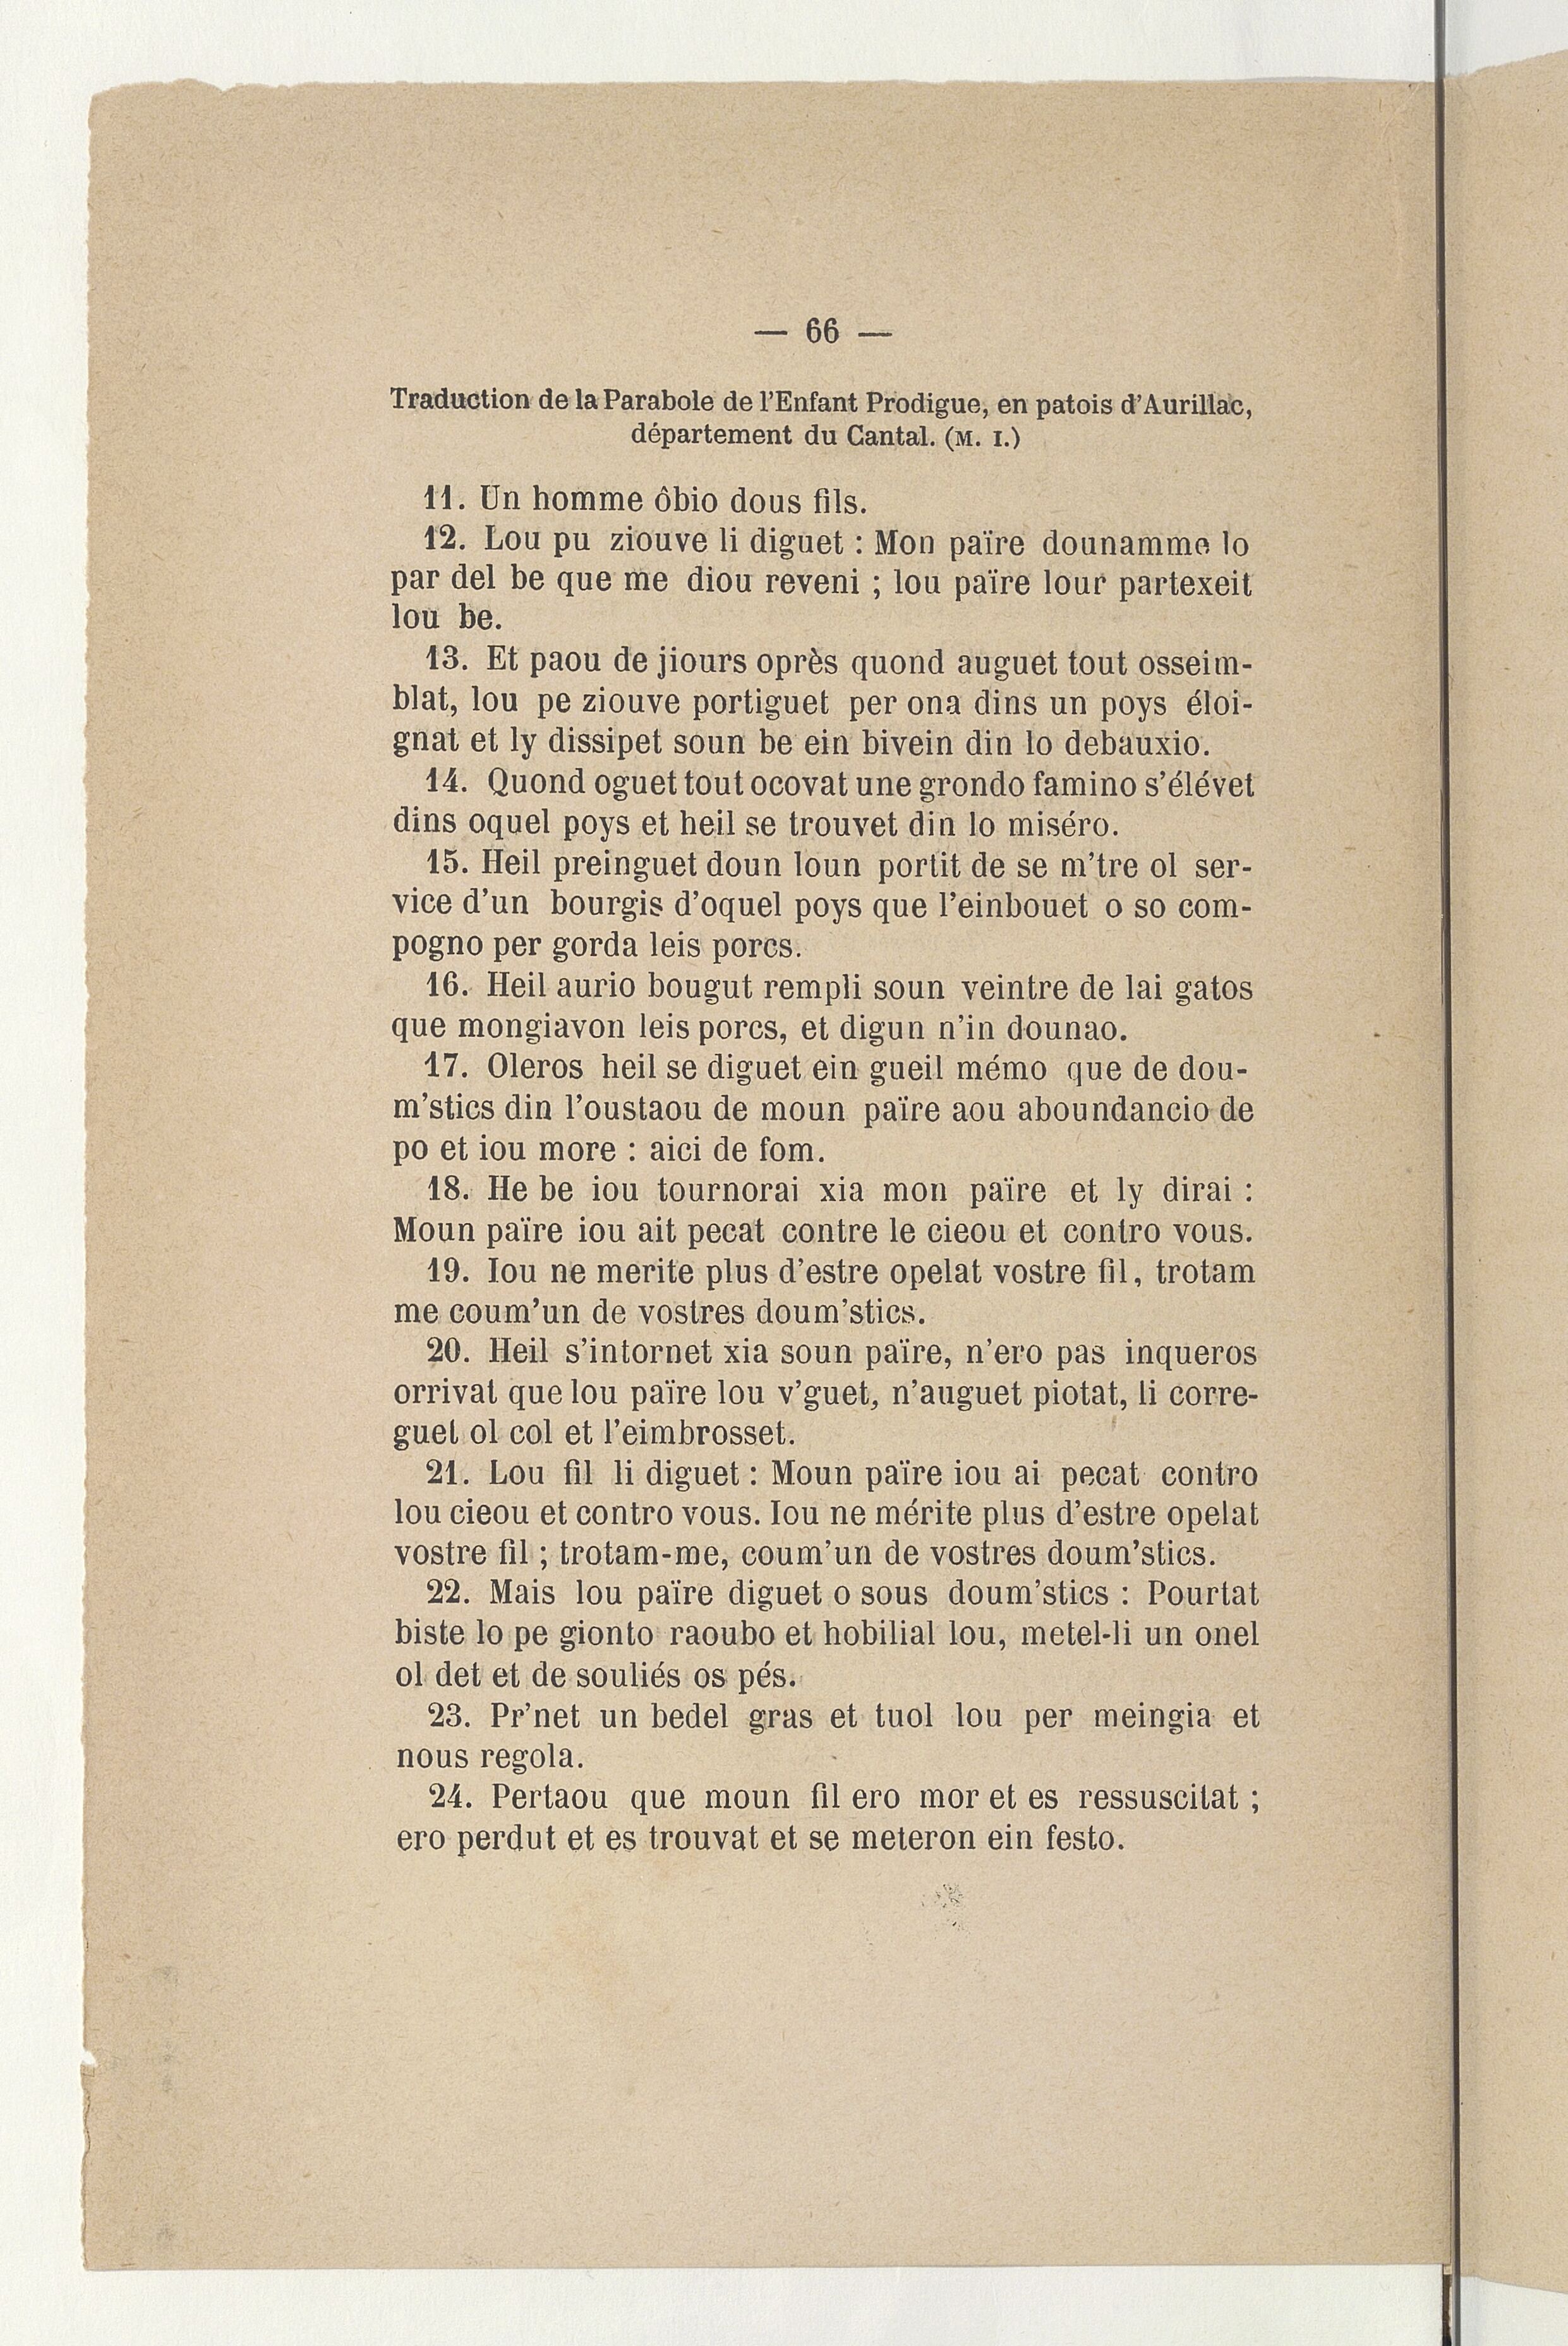 — 66 —
Traduction de la Parabole de l'Enfant Prodigue, en patois d'Aurillac,
département du Cantal. (M. I.)
11. Un homme ôbio dous fils.
12. Lou pu ziouve li diguet : Mon païre dounamme lo
par del be que me diou reveni ; lou païre lour partexeit
lou be.
13. Et paou de jiours oprès quond auguet tout osseim-
blat, lou pe ziouve portiguet per ona dins un poys éloi-
gnat et ly dissipet soun be ein bivein din lo debauxio.
14. Quond oguet tout ocovat une grondo famino s'élévet
dins oquel poys et heil se trouvet din lo miséro.
15. Heil preinguet doun loun portit de se m'tre ol ser-
vice d'un bourgis d'oquel poys que l'einbouet o so com-
pogno per gorda leis porcs.
16. Heil aurio bougut rempli soun veintre de lai gatos
que mongiavon leis porcs, et digun n'in dounao.
17. Oleros heil se diguet ein gueil mémo que de dou-
m'stics din l'oustaou de moun païre aou aboundancio de
po et iou more : aici de fom.
18. He be iou tournorai xia mon païre et ly dirai :
Moun païre iou ait pecat contre le cieou et contro vous.
19. Iou ne merite plus d'estre opelat vostre fil, trotam
me coum'un de vostres doum'stics.
20. Heil s'intornet xia soun païre, n'ero pas inqueros
orrivat que lou païre lou v'guet, n'auguet piotat, li corre-
guet ol col et l'eimbrosset.
21. Lou fil li diguet : Moun païre iou ai pecat contro
lou cieou et contro vous. Iou ne mérite plus d'estre opelat
vostre fil ; trotam-me, coum'un de vostres doum'stics.
22. Mais lou païre diguet o sous doum'stics : Pourtat
biste lo pe gionto raoubo et hobilial lou, metel-li un onel
ol det et de souliés os pés.
23. Pr'net un bedel gras et tuol lou per meingia et
nous regola.
24. Pertaou que moun fil ero mor et es ressuscitat ;
ero perdut et es trouvat et se meteron ein festo.